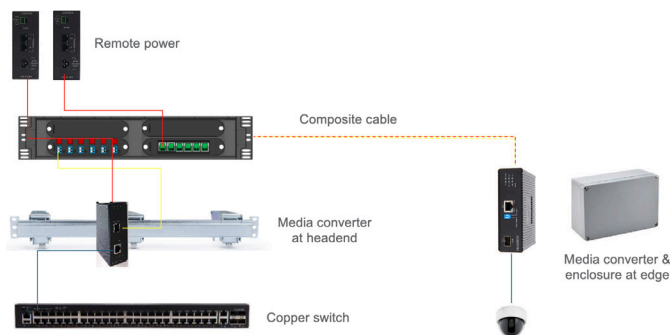 Remote power
Composite cable
Media converter
at headend
Media converter &
enclosure at edge
Copper switch